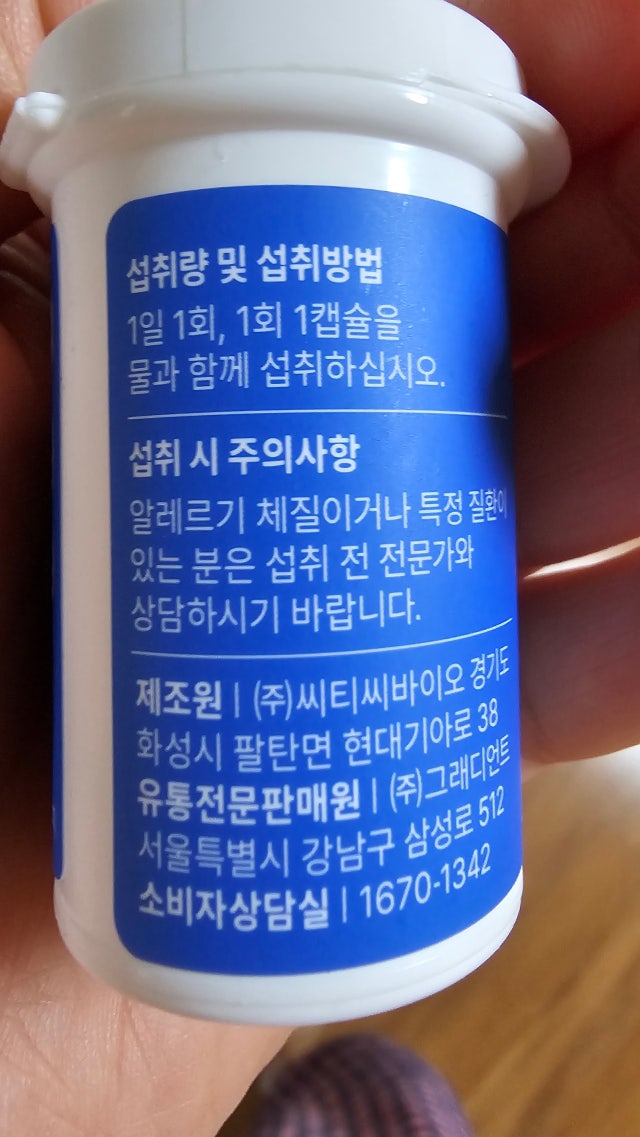 섭취량 및 섭취방법
1일 1회, 1회 1캡슐을
물과 함께 섭취하십시오.
섭취 시 주의사항
알레르기 체질이거나 특정 질환이
있는 분은 섭취 전 전문가와
상담하시기 바랍니다.
제조원 | (주)씨티씨바이오 경기도
화성시 팔탄면 현대기아로 38
유통전문판매원 | (주)그래디언트
서울특별시 강남구 삼성로 512
소비자상담실 | 1670-1342